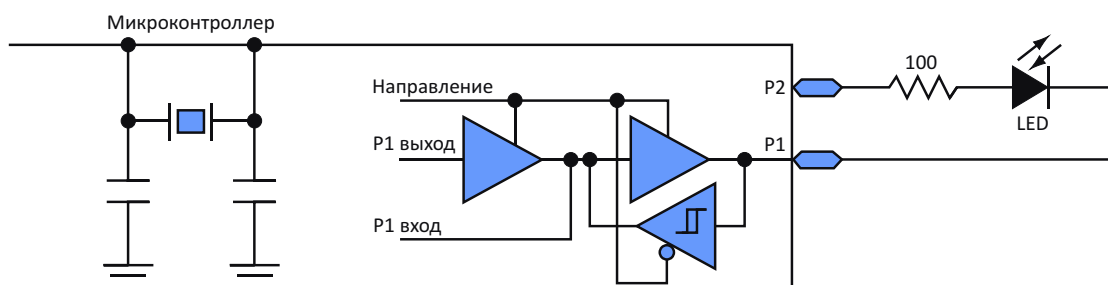 Микроконтроллер
100
P2
Направление
LED
P1
P1 выход
P1 вход